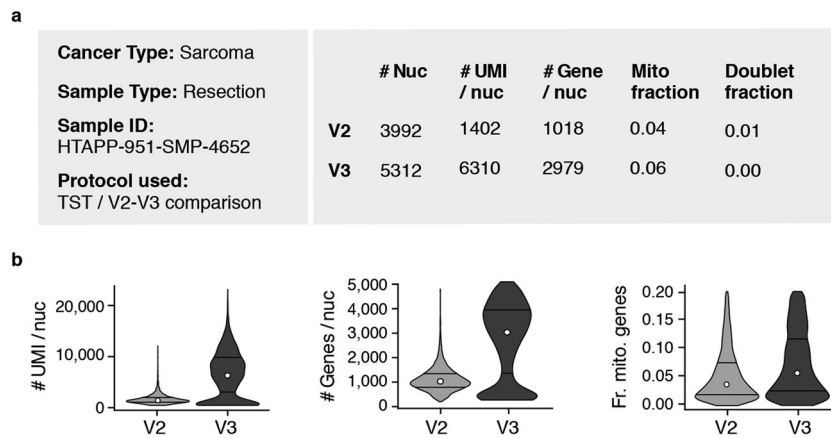 a
Cancer Type: Sarcoma
Sample Type: Resection
Sample ID:
HTAPP-951-SMP-4652
Protocol used:
TST / V2-V3 comparison
# Nuc # UMI / nuc # Gene / nuc Mito fraction Doublet fraction
V2 3992 1402 1018 0.04 0.01
V3 5312 6310 2979 0.06 0.00
b
# UMI / nuc
20,000
10,000
0
V2 V3
# Genes / nuc
5,000
4,000
3,000
2,000
1,000
0
V2 V3
Fr. mito. genes
0.20
0.15
0.10
0.05
0.00
V2 V3